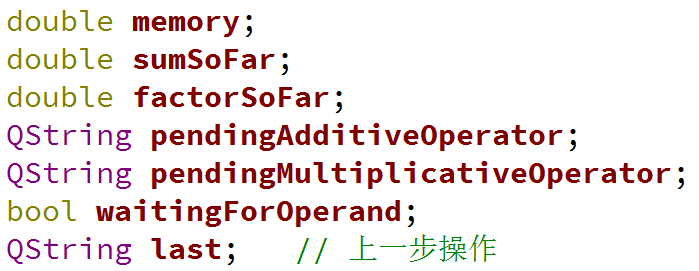 double memory;
double sumSoFar;
double factorSoFar;
QString pendingAdditiveOperator;
QString pendingMultiplicativeOperator;
bool waitingForOperand;
QString last;   // 上一步操作